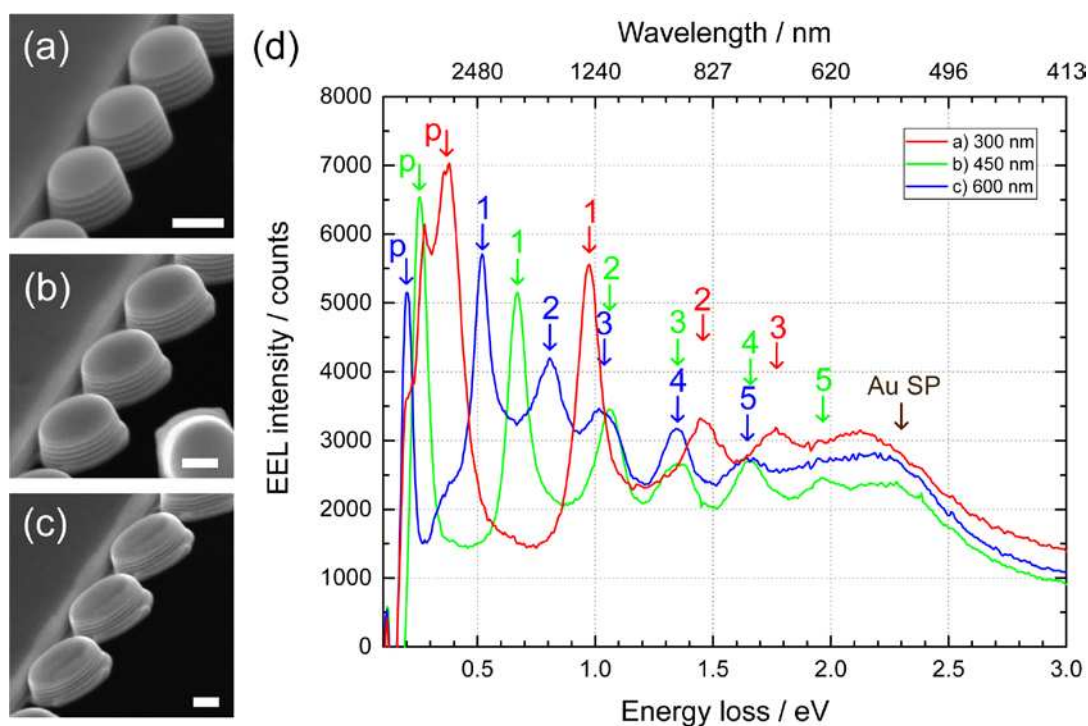 (a)
(b)
(c)
(d)
Wavelength / nm
2480 1240 827 620 496 413
8000
7000
6000
5000
4000
3000
2000
1000
0
EEL intensity / counts
a) 300 nm
b) 450 nm
c) 600 nm
p
p
p
1
1
1
2
2
2
3
3
3
4
4
5
5
Au SP
0.5 1.0 1.5 2.0 2.5 3.0
Energy loss / eV